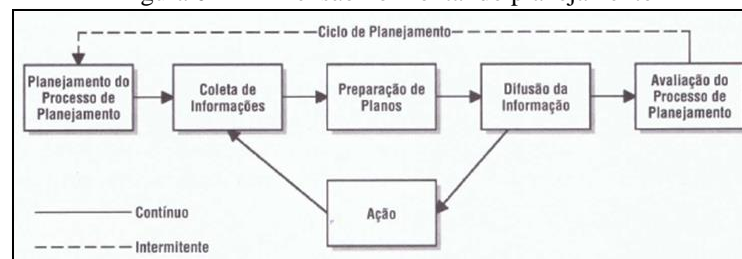 Ciclo de Planejamento
Planejamento do
Processo de
Planejamento
Coleta de
Informações
Preparação de
Planos
Difusão da
Informação
Avaliação do
Processo de
Planejamento
Ação
Contínuo
Intermitente